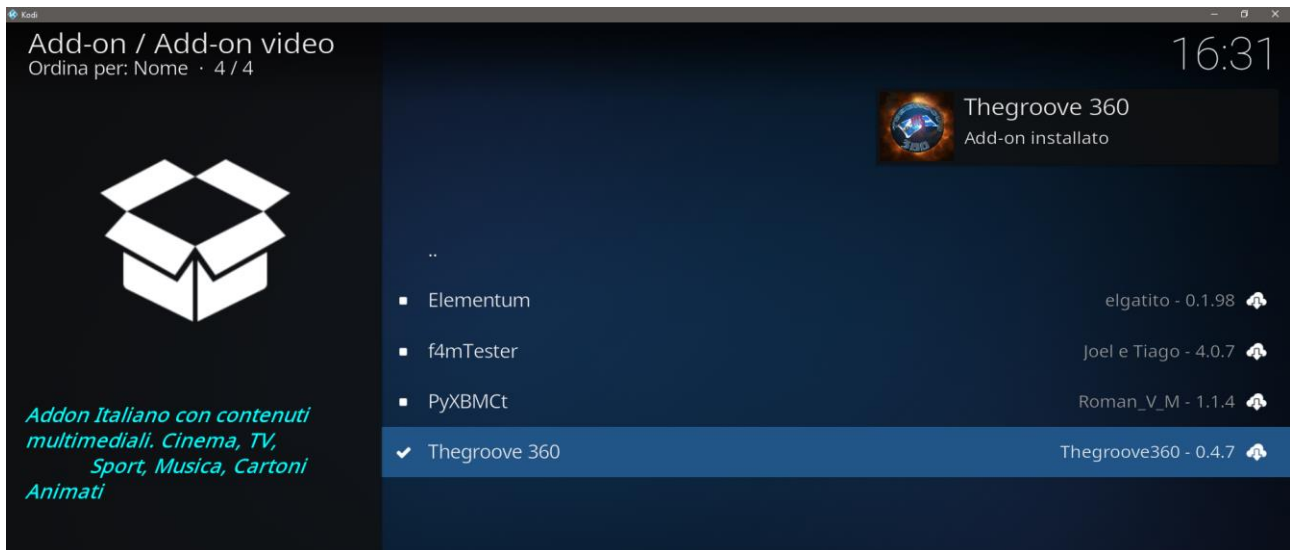 Kodi
Add-on / Add-on video
Ordina per: Nome · 4 / 4
16:31
Thegroove 360
Add-on installato
..
Elementum
elgatito - 0.1.98
f4mTester
Joel e Tiago - 4.0.7
PyXBMCt
Roman_V_M - 1.1.4
Thegroove 360
Thegroove360 - 0.4.7
Addon Italiano con contenuti
multimediali. Cinema, TV,
Sport, Musica, Cartoni
Animati